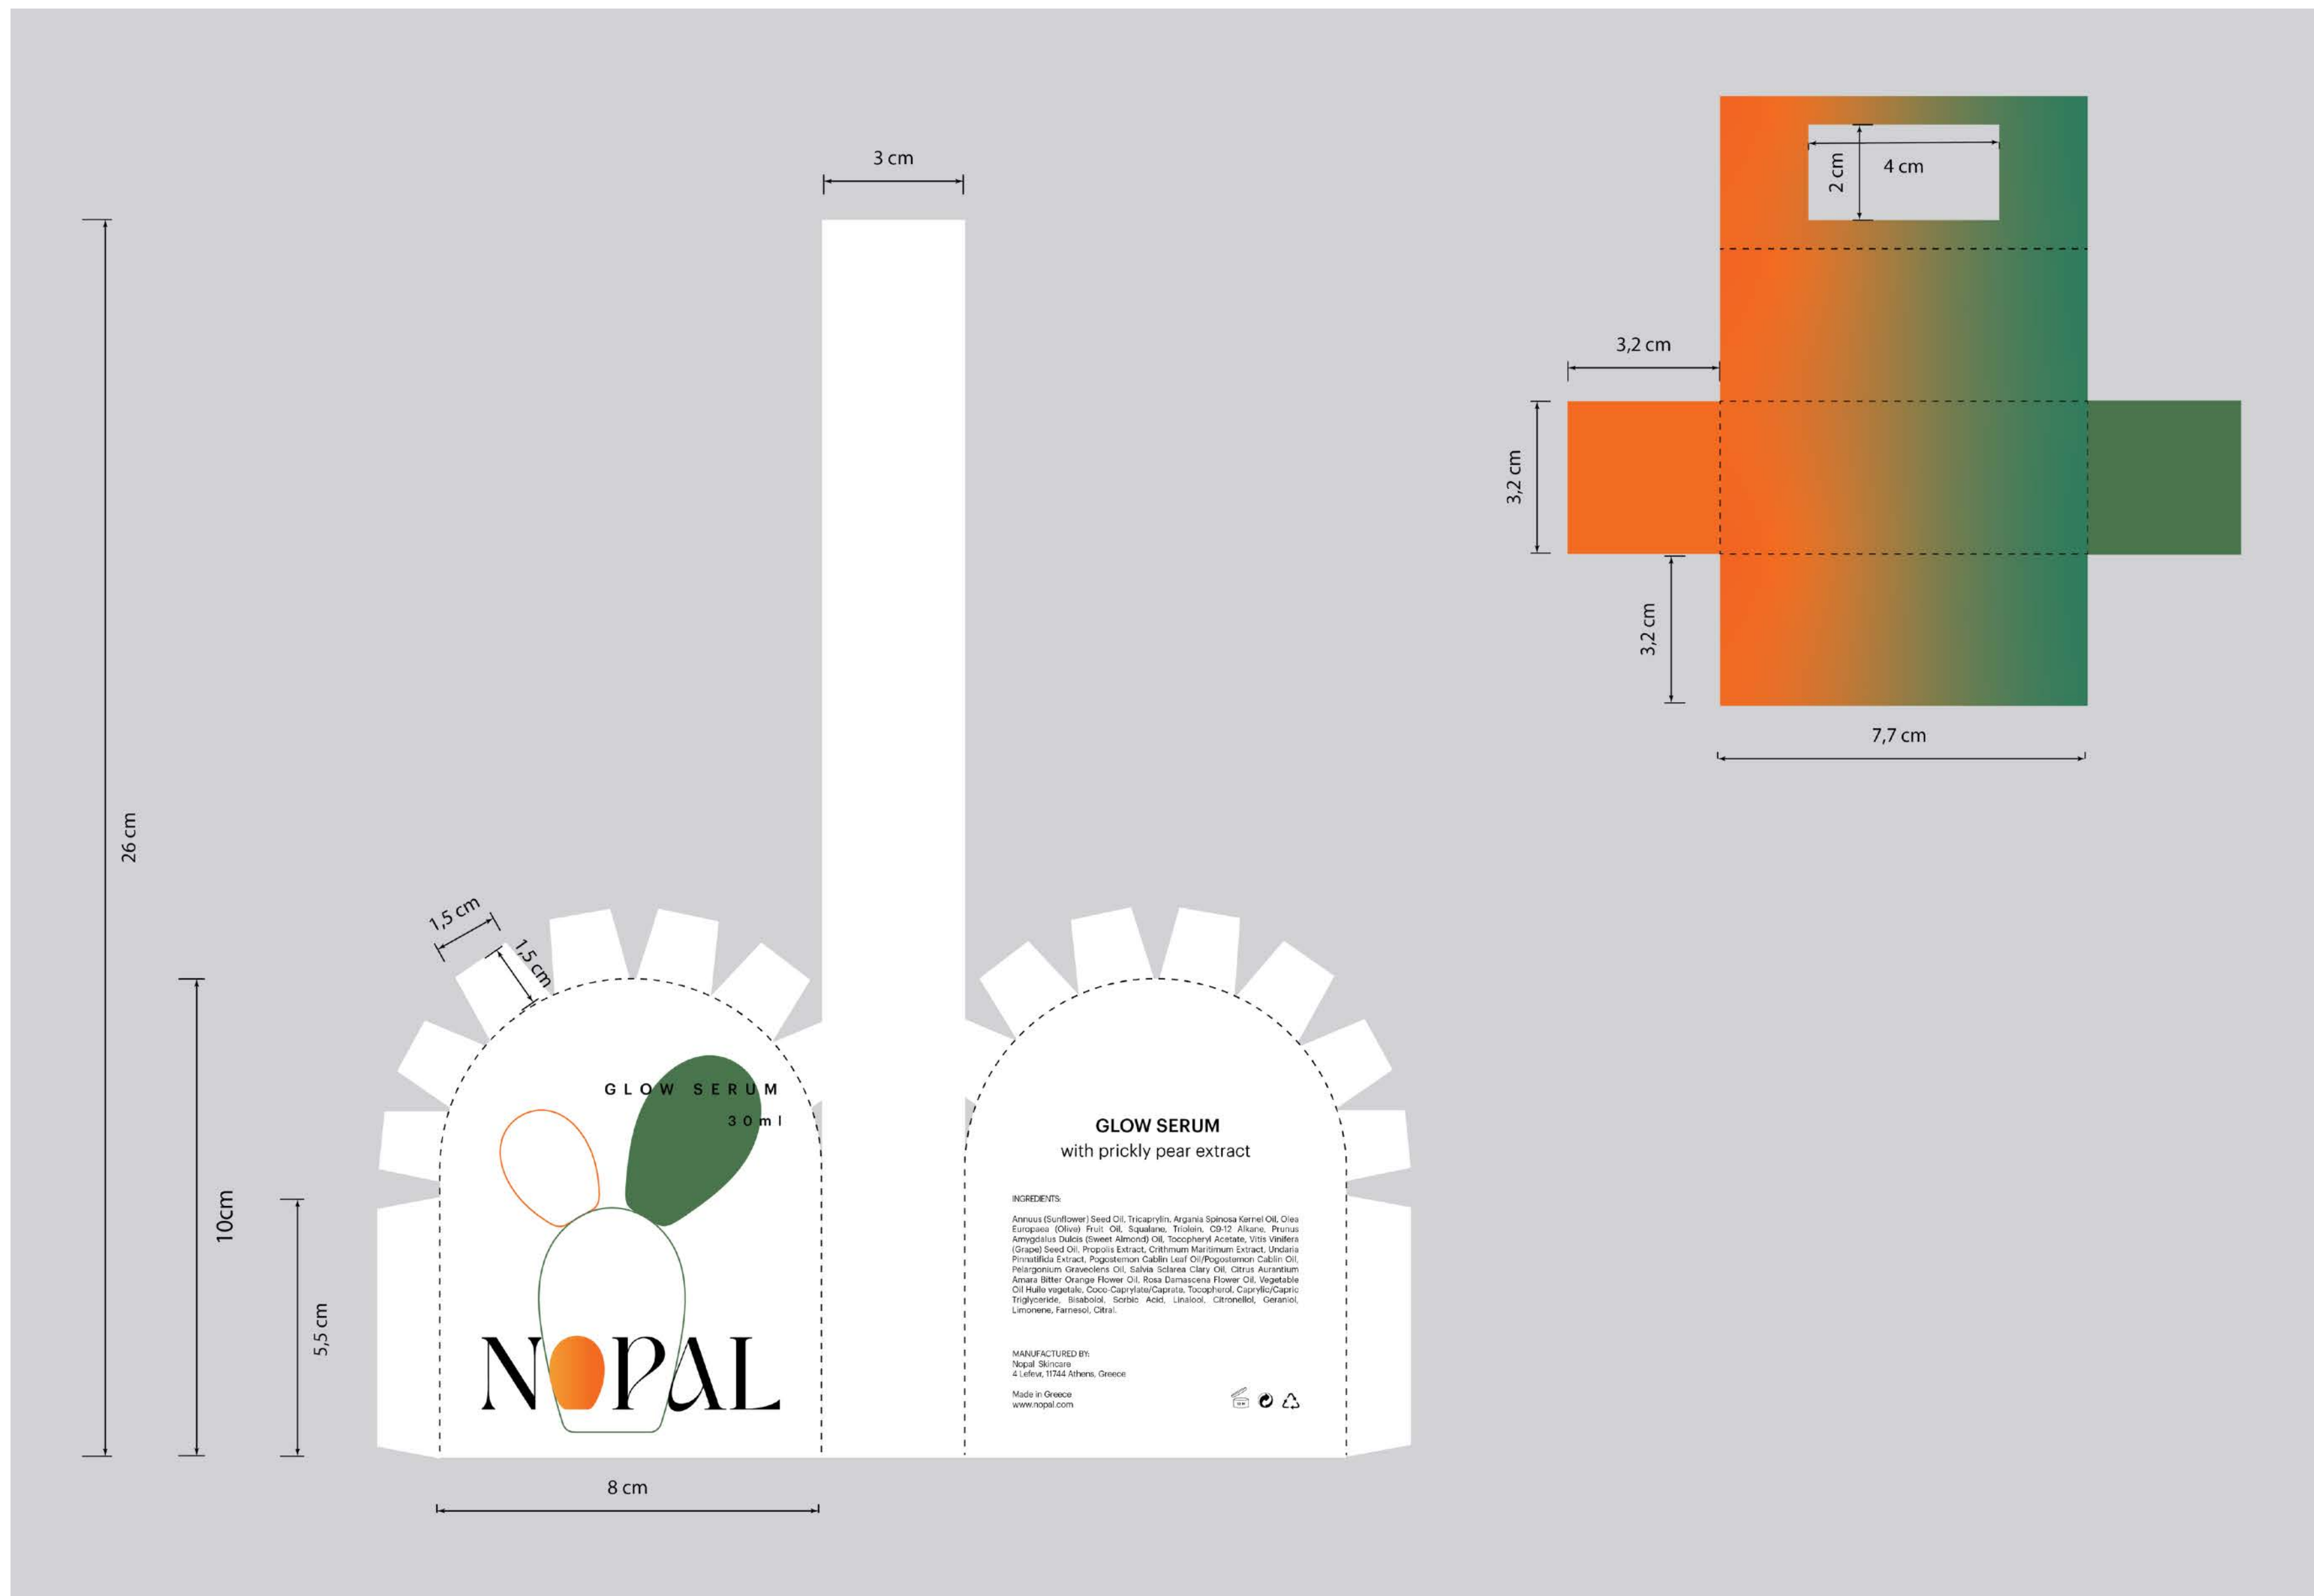 3 cm
2 cm
4 cm
3,2 cm
3,2 cm
3,2 cm
7,7 cm
26 cm
10cm
5,5 cm
1,5 cm
1,5 cm
8 cm
GLOW SERUM
30ml
NOPAL
GLOW SERUM
with prickly pear extract
INGREDIENTS:
Annuus (Sunflower) Seed Oil, Tricaprylin, Argania Spinosa Kernel Oil, Olea
Europaea (Olive) Fruit Oil, Squalane, Triolein, C9-12 Alkane, Prunus
Amygdalus Dulcis (Sweet Almond) Oil, Tocopheryl Acetate, Vitis Vinifera
(Grape) Seed Oil, Propolis Extract, Crithmum Maritimum Extract, Undaria
Pinnatifida Extract, Pogostemon Cablin Leaf Oil/Pogostemon Cablin Oil,
Pelargonium Graveolens Oil, Salvia Sclarea Clary Oil, Citrus Aurantium
Amara Bitter Orange Flower Oil, Rosa Damascena Flower Oil, Vegetable
Oil Huile vegetale, Coco-Caprylate/Caprate, Tocopherol, Caprylic/Capric
Triglyceride, Bisabolol, Sorbic Acid, Linalool, Citronellol, Geraniol,
Limonene, Farnesol, Citral.
MANUFACTURED BY:
Nopal Skincare
4 Lefevr, 11744 Athens, Greece
Made in Greece
www.nopal.com